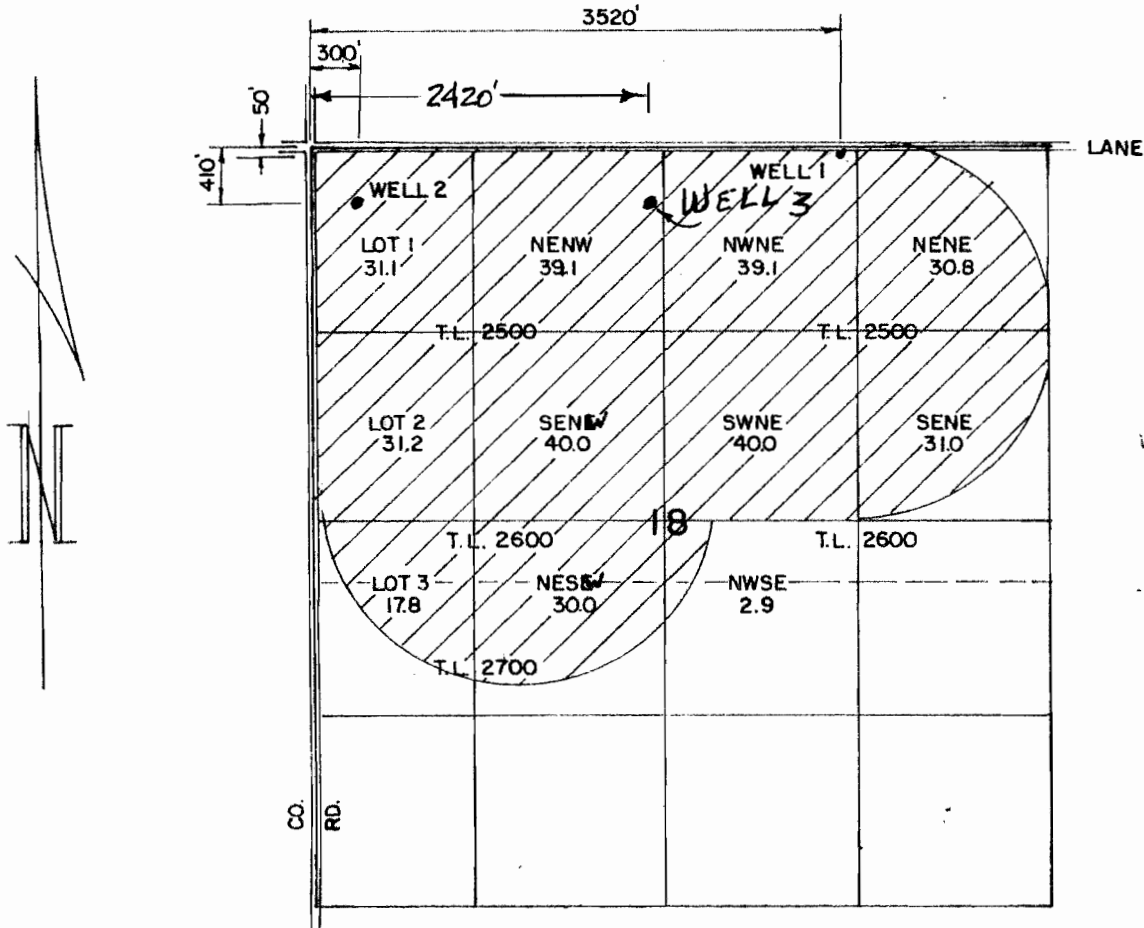 3520'
300'
2420'
50'
410'
LANE
WELL 1
WELL 2
WELL 3
LOT 1
31.1
NENW
39.1
NWNE
39.1
NENE
30.8
T.L. 2500
T.L. 2500
LOT 2
31.2
SENW
40.0
SWNE
40.0
SENE
31.0
18
T.L. 2600
T.L. 2600
LOT 3
17.8
NESW
30.0
NWSE
2.9
T.L. 2700
CO.
RD.
N